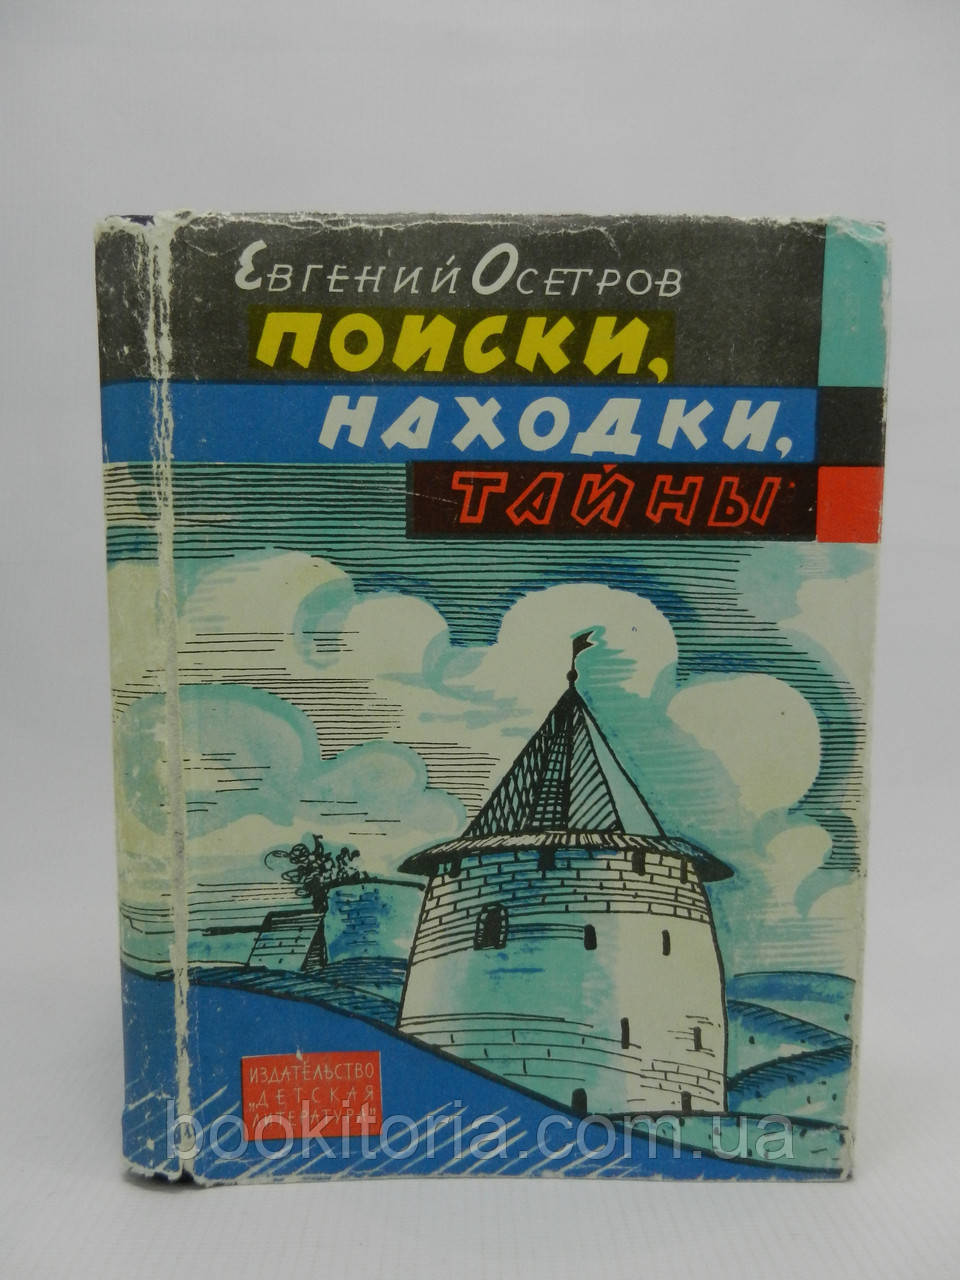 Евгений Осетров
ПОИСКИ,
НАХОДКИ,
ТАЙНЫ
ИЗДАТЕЛЬСТВО
„ДЕТСКАЯ
ЛИТЕРАТУРА"
bookitoria.com.ua